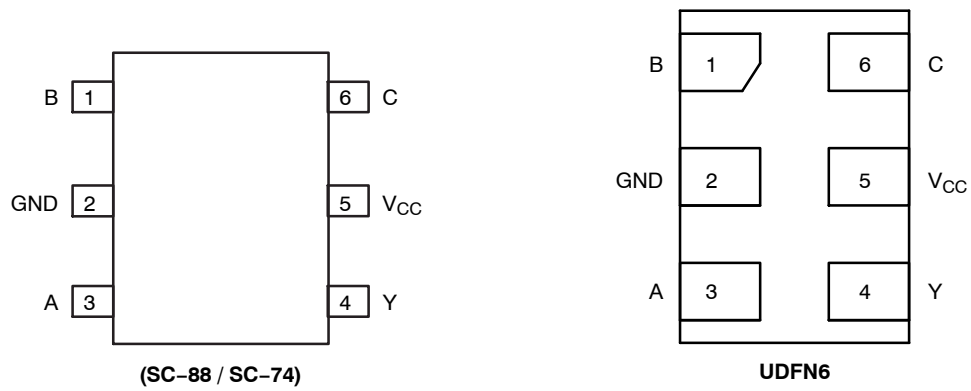 B 1 6 C
GND 2 5 VCC
A 3 4 Y
(SC–88 / SC–74)
B 1 6 C
GND 2 5 VCC
A 3 4 Y
UDFN6